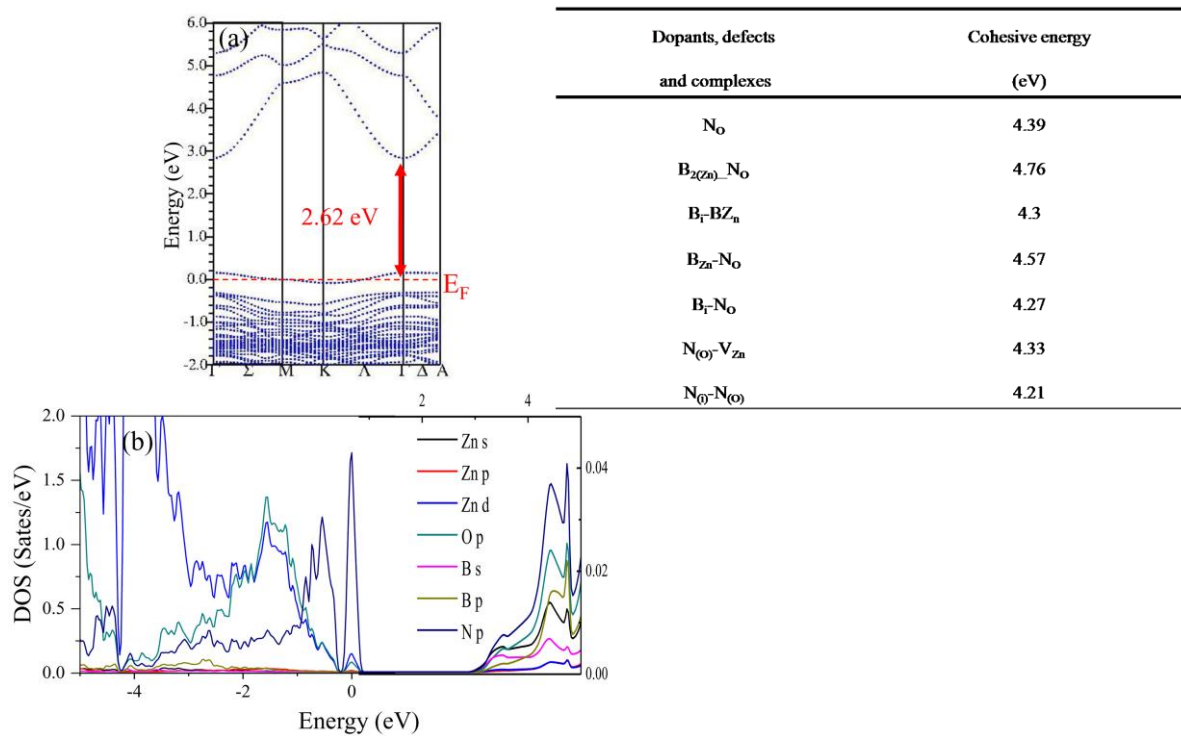 (a)
6.0
5.0
4.0
3.0
2.0
1.0
0.0
-1.0
-2.0
Energy (eV)
2.62 eV
E_F
Γ Σ M K Λ Γ Δ A
Dopants, defects and complexes
Cohesive energy (eV)
N_O 4.39
B_2(Zn)_N_O 4.76
B_i-BZ_n 4.3
B_Zn-N_O 4.57
B_i-N_O 4.27
N_(O)-V_Zn 4.33
N_(i)-N_(O) 4.21
(b)
2 4
2.0
1.5
1.0
0.5
0.0
DOS (Sates/eV)
Zn s
Zn p
Zn d
O p
B s
B p
N p
0.04
0.02
0.00
-4 -2 0
Energy (eV)